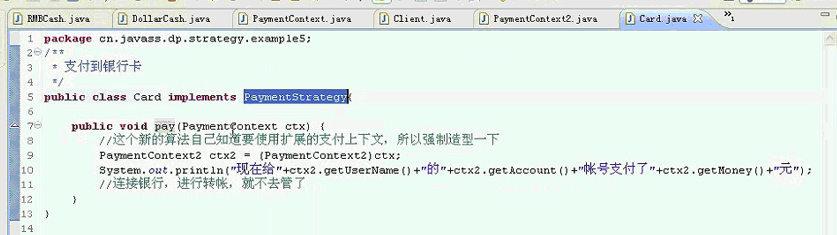 RMBCash.java DollarCash.java PaymentContext.java Client.java PaymentContext2.java Card.java »1
1 package cn.javass.dp.strategy.example5;
2 /**
3 * 支付到银行卡
4 */
5 public class Card implements PaymentStrategy{
6
7 public void pay(PaymentContext ctx) {
8 //这个新的算法自己知道要使用扩展的支付上下文，所以强制造型一下
9 PaymentContext2 ctx2 = (PaymentContext2)ctx;
10 System.out.println("现在给"+ctx2.getUserName()+"的"+ctx2.getAccount()+"帐号支付了"+ctx2.getMoney()+"元");
11 //连接银行，进行转帐，就不去管了
12 }
13 }
14